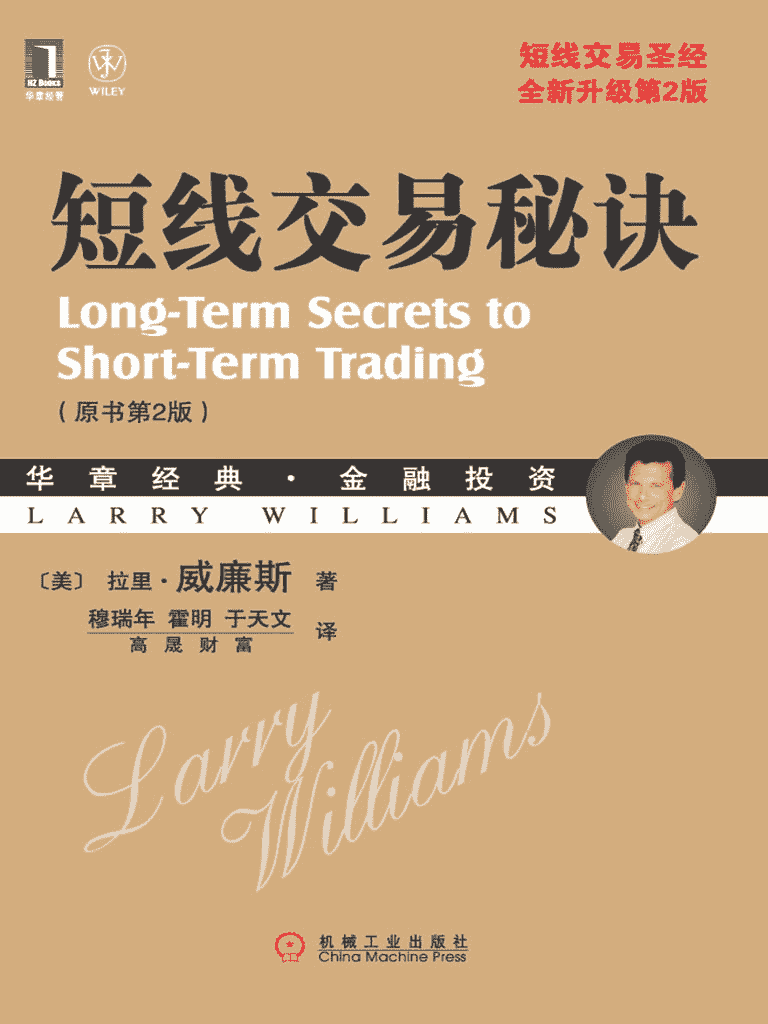 HZ Books
华章经管
WILEY
短线交易圣经
全新升级第2版
短线交易秘诀
Long-Term Secrets to
Short-Term Trading
（原书第2版）
华章经典·金融投资
LARRY WILLIAMS
〔美〕 拉里·威廉斯 著
穆瑞年 霍明 于天文
高晟财富
译
Larry
Williams
机械工业出版社
China Machine Press